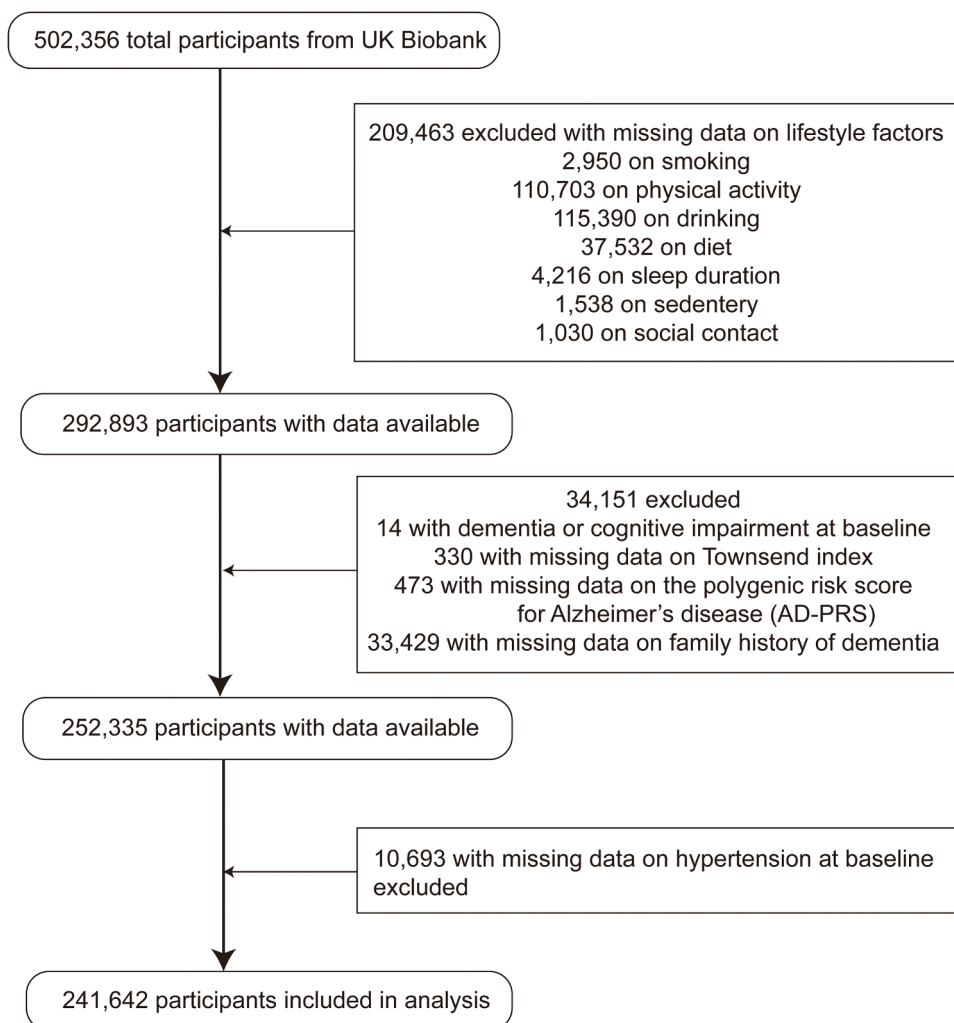 502,356 total participants from UK Biobank
209,463 excluded with missing data on lifestyle factors
2,950 on smoking
110,703 on physical activity
115,390 on drinking
37,532 on diet
4,216 on sleep duration
1,538 on sedentery
1,030 on social contact
292,893 participants with data available
34,151 excluded
14 with dementia or cognitive impairment at baseline
330 with missing data on Townsend index
473 with missing data on the polygenic risk score
for Alzheimer’s disease (AD-PRS)
33,429 with missing data on family history of dementia
252,335 participants with data available
10,693 with missing data on hypertension at baseline
excluded
241,642 participants included in analysis